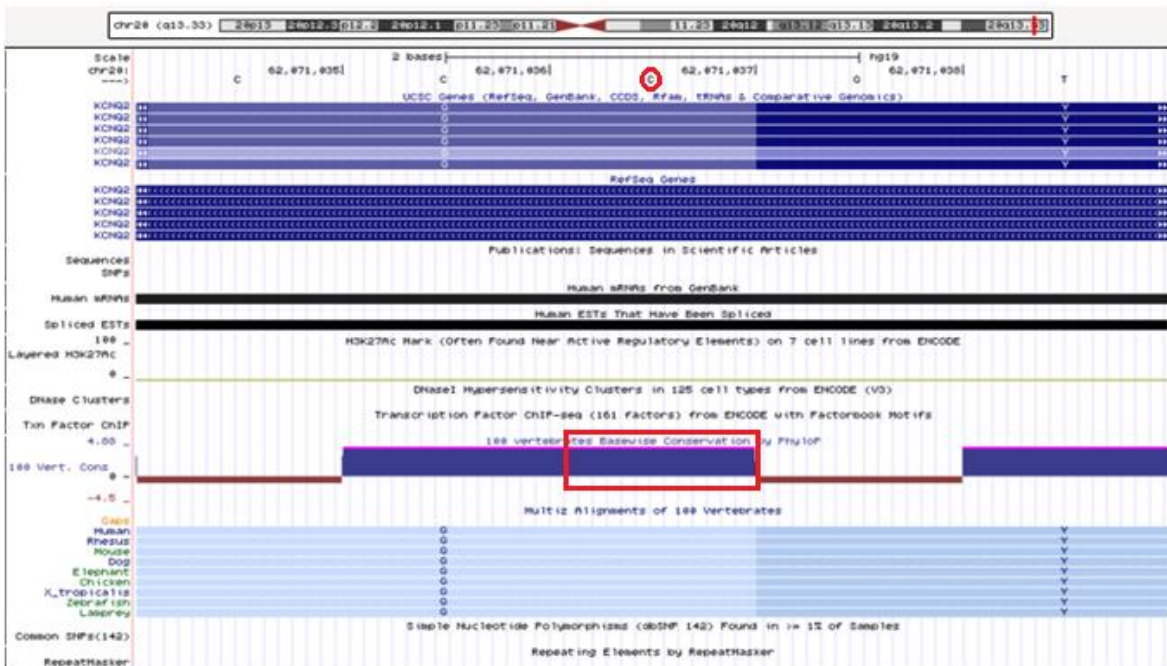 chr20 (q13.33) 20p13 20p12.3 p12.2 20p12.1 p11.23 p11.21 11.23 20q12 q13.12 q13.13 20q13.2 20q13.33
Scale 2 bases hg19
chr20: 62,071,035 62,071,036 62,071,037 62,071,038
---> C C C G T
UCSC Genes (RefSeq, GenBank, CCDS, Rfam, tRNAs & Comparative Genomics)
KCNQ2 G Y
KCNQ2 G Y
KCNQ2 G Y
KCNQ2 G Y
KCNQ2 G Y
KCNQ2 G Y
RefSeq Genes
KCNQ2
KCNQ2
KCNQ2
KCNQ2
KCNQ2
Publications: Sequences in Scientific Articles
Sequences
SNPs
Human mRNAs from GenBank
Human mRNAs
Human ESTs That Have Been Spliced
Spliced ESTs
100 _ H3K27Ac Mark (Often Found Near Active Regulatory Elements) on 7 cell lines from ENCODE
Layered H3K27Ac
0 _
DNaseI Hypersensitivity Clusters in 125 cell types from ENCODE (V3)
DNase Clusters
Transcription Factor ChIP-seq (161 factors) from ENCODE with Factorbook Motifs
Txn Factor ChIP
4.88 _ 100 vertebrates Basewise Conservation by PhyloP
100 Vert. Cons
0 -
-4.5 _
Multiz Alignments of 100 Vertebrates
Gaps
Human G Y
Rhesus G Y
Mouse G Y
Dog G Y
Elephant G Y
Chicken G Y
X_tropicalis G Y
Zebrafish G Y
Lamprey G Y
Simple Nucleotide Polymorphisms (dbSNP 142) Found in >= 1% of Samples
Common SNPs(142)
Repeating Elements by RepeatMasker
RepeatMasker